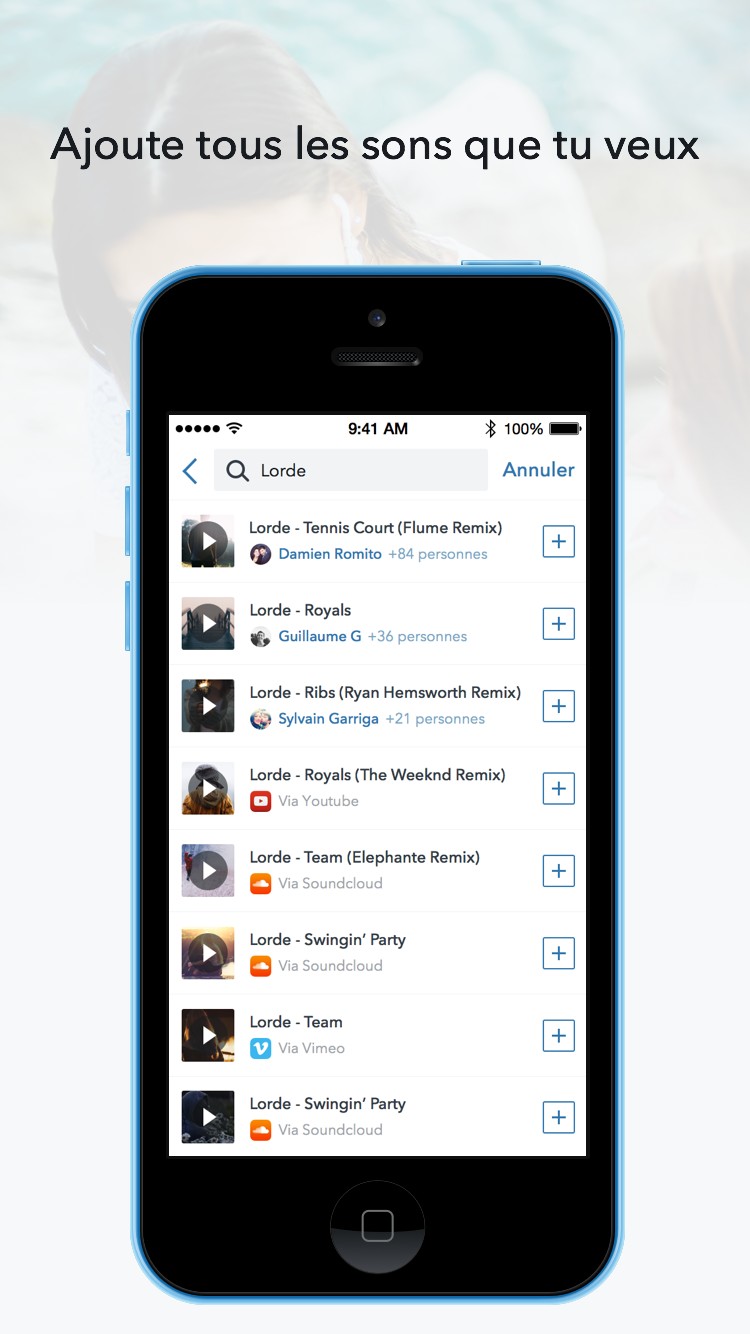 Ajoute tous les sons que tu veux
9:41 AM 100%
Lorde Annuler
Lorde - Tennis Court (Flume Remix)
Damien Romito +84 personnes
Lorde - Royals
Guillaume G +36 personnes
Lorde - Ribs (Ryan Hemsworth Remix)
Sylvain Garriga +21 personnes
Lorde - Royals (The Weeknd Remix)
Via Youtube
Lorde - Team (Elephante Remix)
Via Soundcloud
Lorde - Swingin’ Party
Via Soundcloud
Lorde - Team
Via Vimeo
Lorde - Swingin’ Party
Via Soundcloud